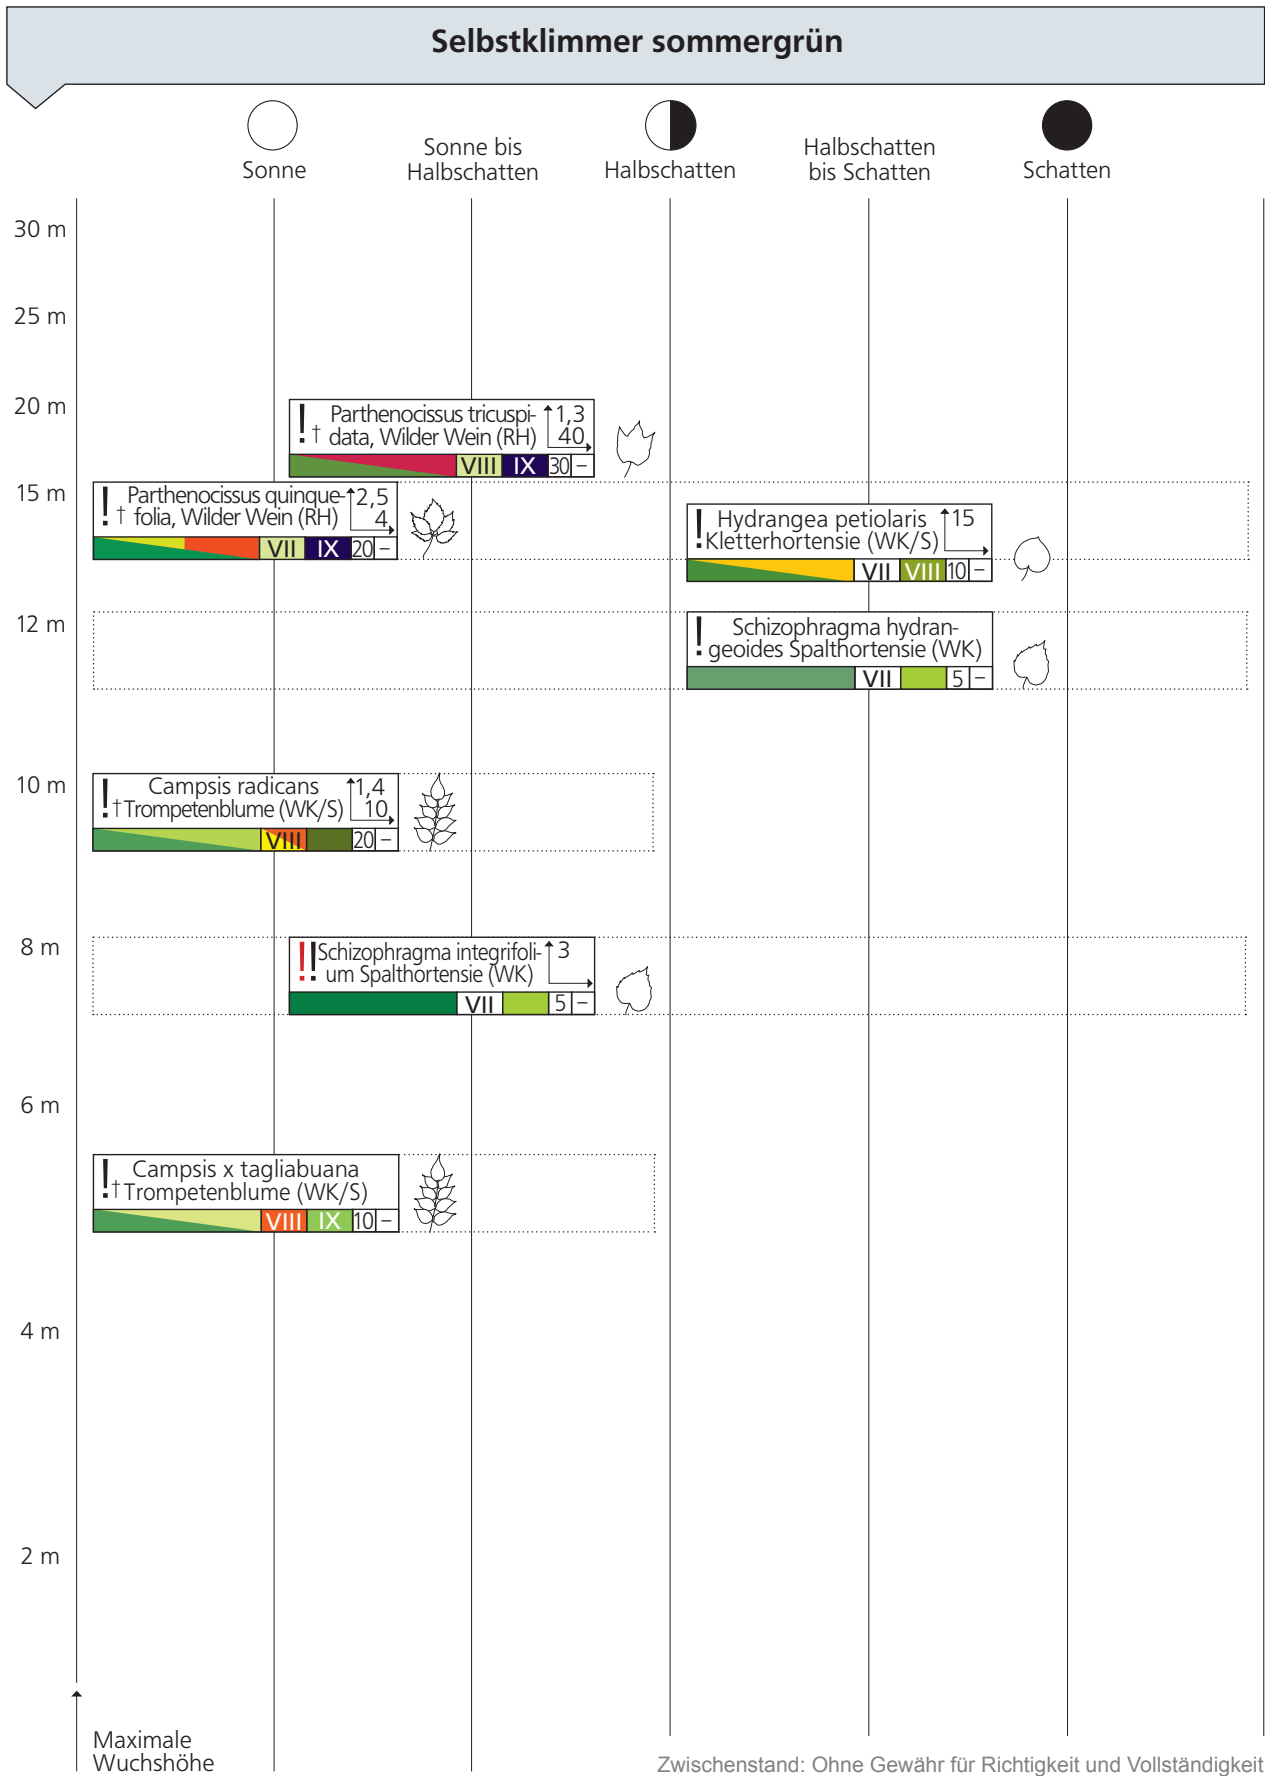 Selbstklimmer sommergrün
Sonne
Sonne bis
Halbschatten
Halbschatten
Halbschatten
bis Schatten
Schatten
30 m
25 m
20 m
! † Parthenocissus tricuspi- 1,3
data, Wilder Wein (RH) 40
VIII IX 30 –
15 m
! † Parthenocissus quinque- 2,5
folia, Wilder Wein (RH) 4
VII IX 20 –
! Hydrangea petiolaris 15
Kletterhortensie (WK/S)
VII VIII 10 –
12 m
! Schizophragma hydran-
geoides Spalthortensie (WK)
VII 5 –
10 m
! Campsis radicans 1,4
† Trompetenblume (WK/S) 10
VIII 20 –
8 m
!! Schizophragma integrifoli- 3
um Spalthortensie (WK)
VII 5 –
6 m
! Campsis x tagliabuana
† Trompetenblume (WK/S)
VIII IX 10 –
4 m
2 m
Maximale
Wuchshöhe
Zwischenstand: Ohne Gewähr für Richtigkeit und Vollständigkeit